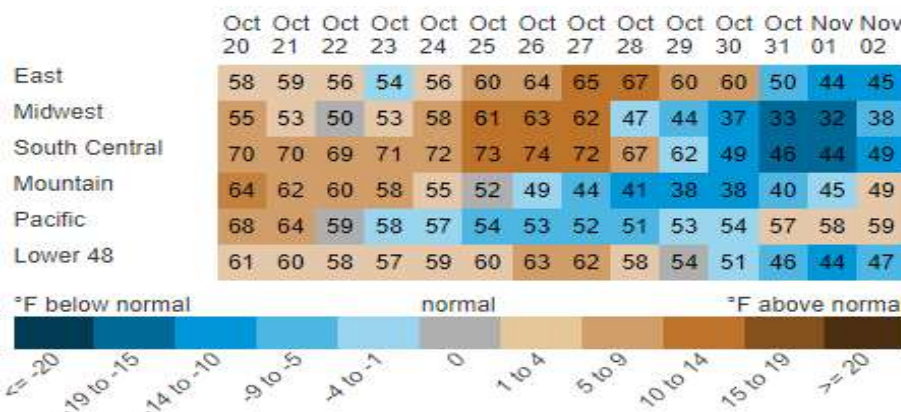 Oct Oct Oct Oct Oct Oct Oct Oct Oct Oct Oct Oct Nov Nov
20 21 22 23 24 25 26 27 28 29 30 31 01 02
East 58 59 56 54 56 60 64 65 67 60 60 50 44 45
Midwest 55 53 50 53 58 61 63 62 47 44 37 33 32 38
South Central 70 70 69 71 72 73 74 72 67 62 49 46 44 49
Mountain 64 62 60 58 55 52 49 44 41 38 38 40 45 49
Pacific 68 64 59 58 57 54 53 52 51 53 54 57 58 59
Lower 48 61 60 58 57 59 60 63 62 58 54 51 46 44 47
°F below normal normal °F above norma
<= -20 -19 to -15 -14 to -10 -9 to -5 -4 to -1 0 1 to 4 5 to 9 10 to 14 15 to 19 >= 20